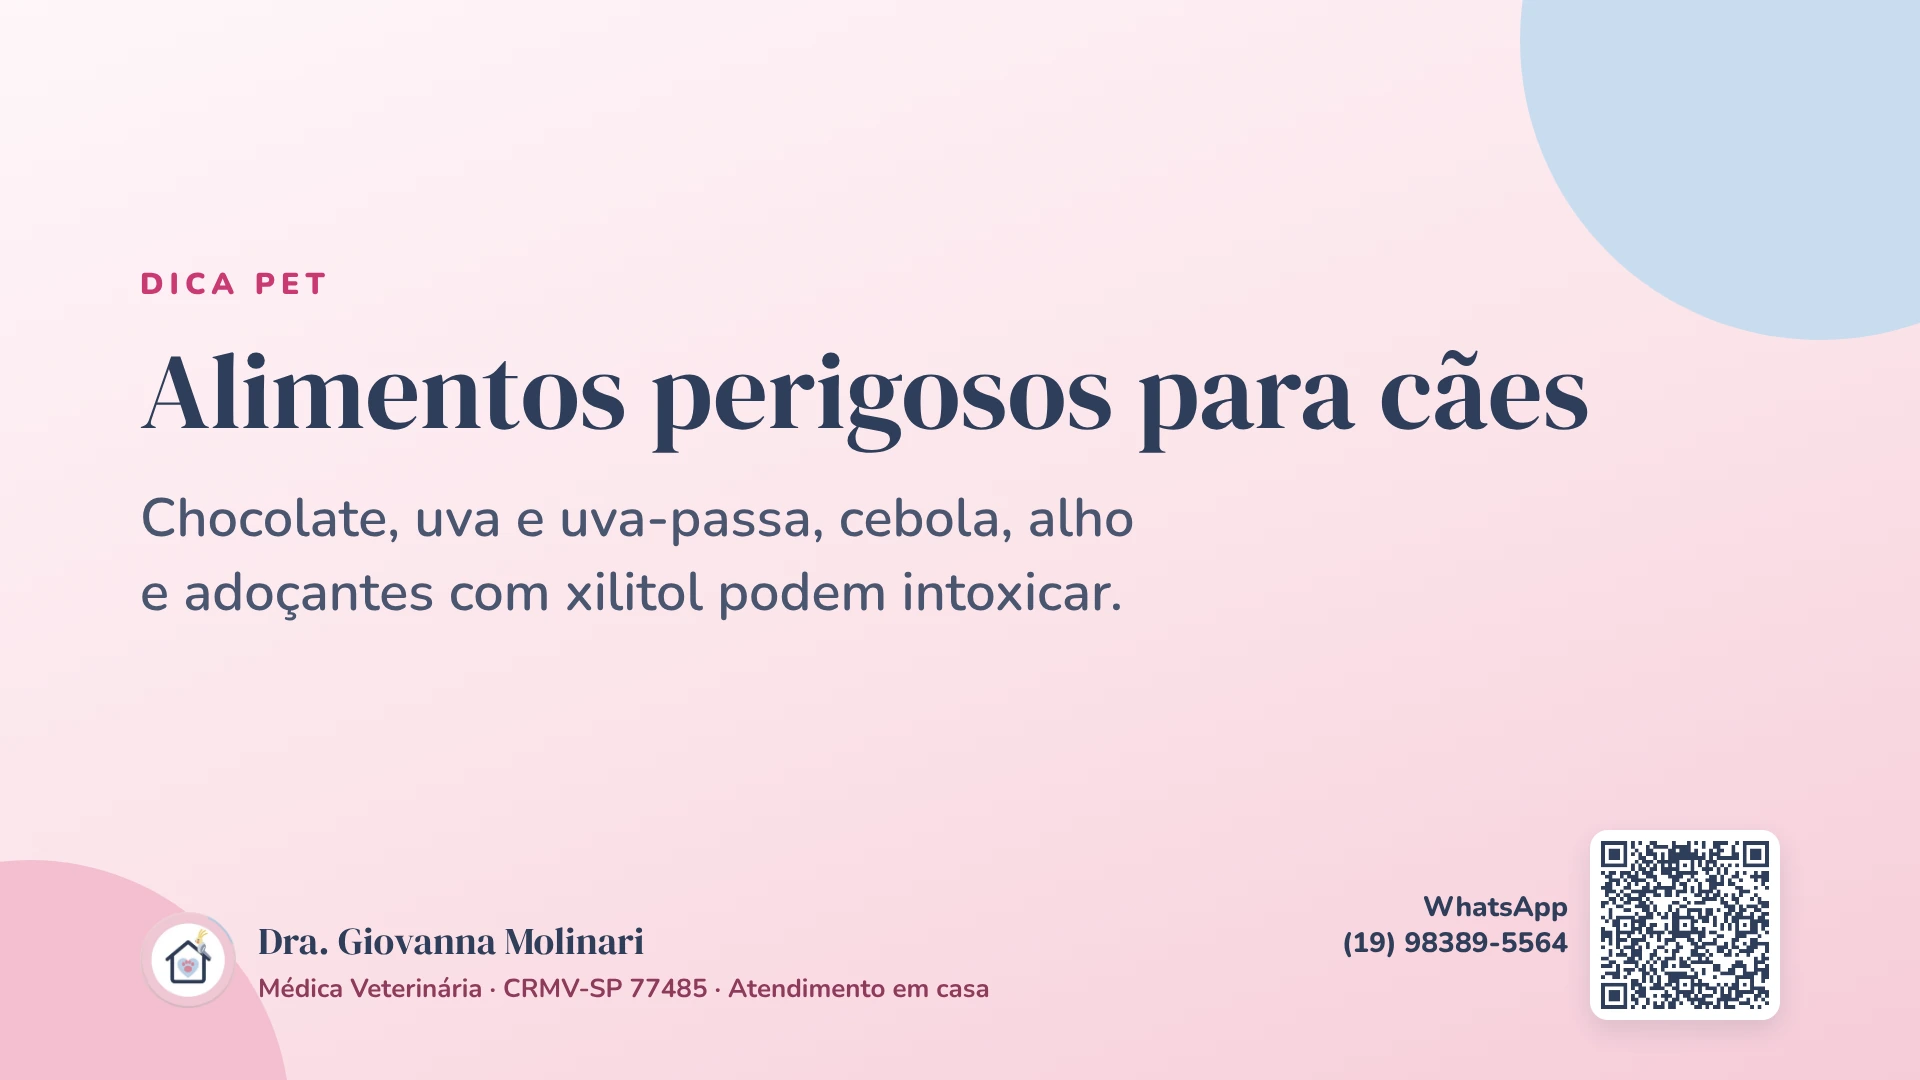 DICA PET
Alimentos perigosos para cães
Chocolate, uva e uva-passa, cebola, alho
e adoçantes com xilitol podem intoxicar.
Dra. Giovanna Molinari
Médica Veterinária · CRMV-SP 77485 · Atendimento em casa
WhatsApp
(19) 98389-5564